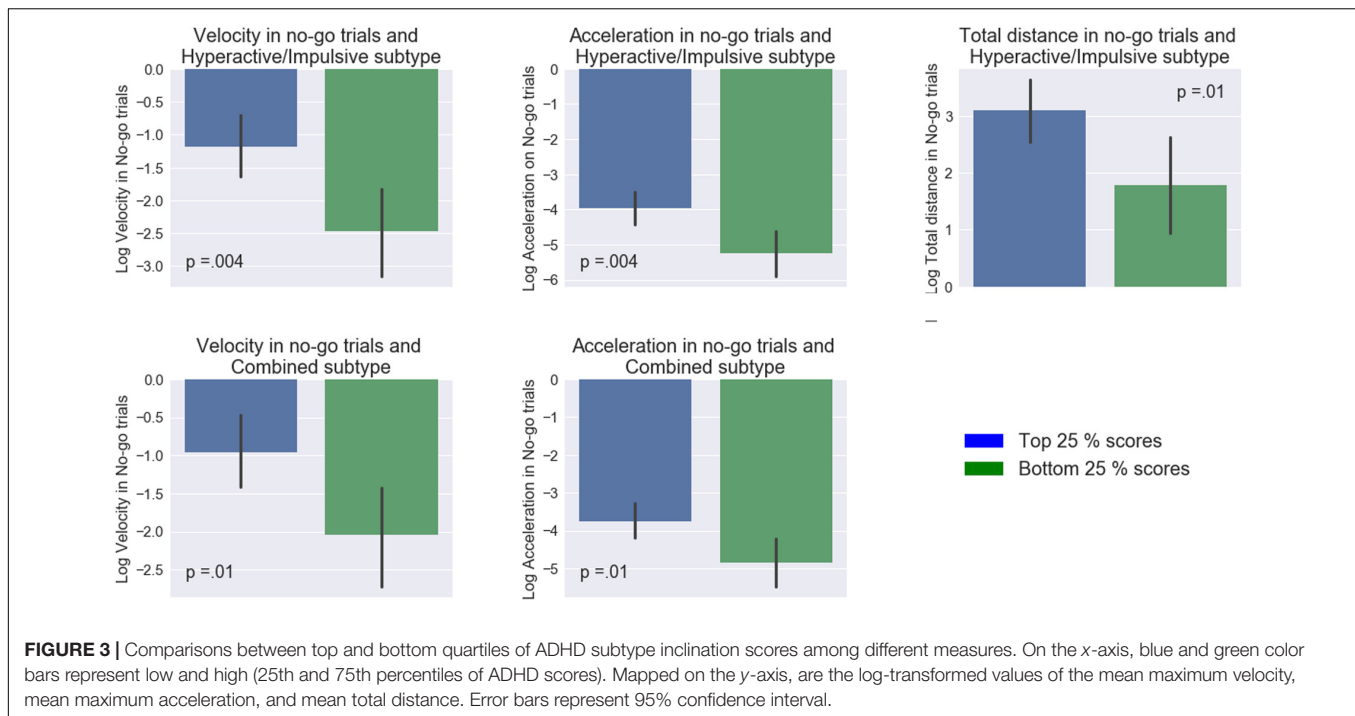 Velocity in no-go trials and
Hyperactive/Impulsive subtype
0.0
−0.5
−1.0
−1.5
−2.0
−2.5
−3.0
Log Velocity in No-go trials
p =.004
Acceleration in no-go trials and
Hyperactive/Impulsive subtype
0
−1
−2
−3
−4
−5
−6
Log Acceleration on No-go trials
p =.004
Total distance in no-go trials and
Hyperactive/Impulsive subtype
3
2
1
0
Log Total distance in No-go trials
p =.01
Velocity in no-go trials and
Combined subtype
0.0
−0.5
−1.0
−1.5
−2.0
−2.5
Log Velocity in No-go trials
p =.01
Acceleration in no-go trials and
Combined subtype
0
−1
−2
−3
−4
−5
Log Acceleration in No-go trials
p =.01
Top 25 % scores
Bottom 25 % scores
FIGURE 3 | Comparisons between top and bottom quartiles of ADHD subtype inclination scores among different measures. On the x-axis, blue and green color
bars represent low and high (25th and 75th percentiles of ADHD scores). Mapped on the y-axis, are the log-transformed values of the mean maximum velocity,
mean maximum acceleration, and mean total distance. Error bars represent 95% confidence interval.